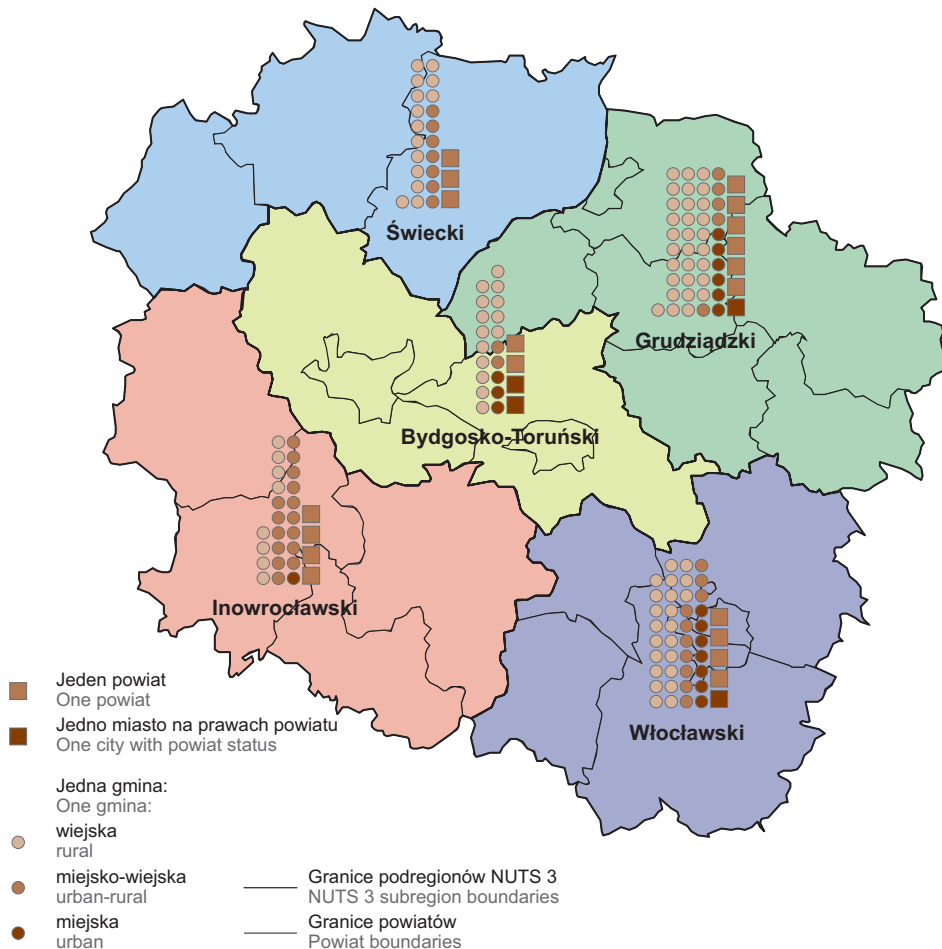 Świecki
Grudziądzki
Bydgosko-Toruński
Inowrocławski
Włocławski
Jeden powiat
One powiat
Jedno miasto na prawach powiatu
One city with powiat status
Jedna gmina:
One gmina:
wiejska
rural
miejsko-wiejska
urban-rural
miejska
urban
Granice podregionów NUTS 3
NUTS 3 subregion boundaries
Granice powiatów
Powiat boundaries